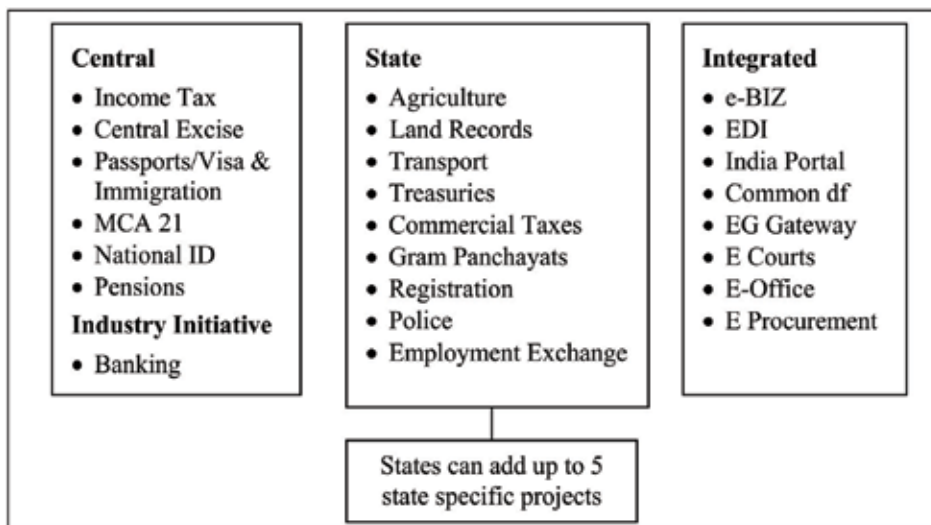 Central
• Income Tax
• Central Excise
• Passports/Visa &
Immigration
• MCA 21
• National ID
• Pensions
Industry Initiative
• Banking
State
• Agriculture
• Land Records
• Transport
• Treasuries
• Commercial Taxes
• Gram Panchayats
• Registration
• Police
• Employment Exchange
Integrated
• e-BIZ
• EDI
• India Portal
• Common df
• EG Gateway
• E Courts
• E-Office
• E Procurement
States can add up to 5
state specific projects